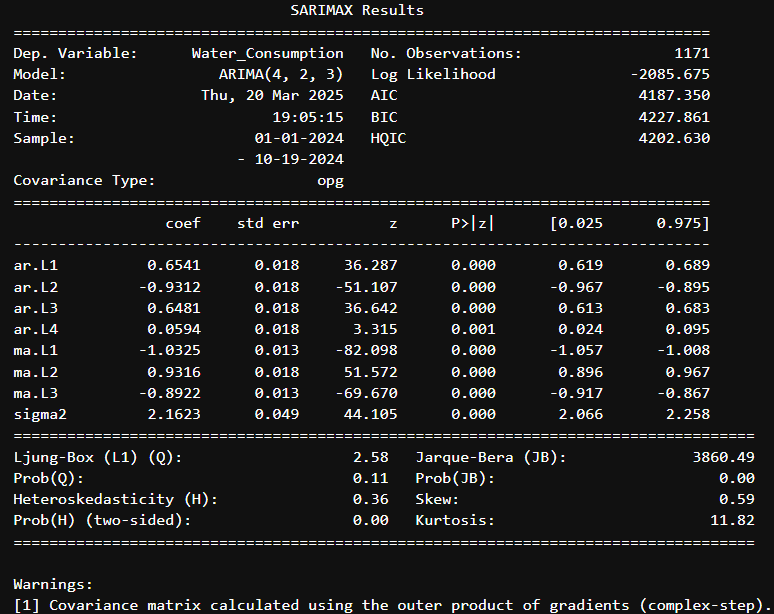 SARIMAX Results
==============================================================================
Dep. Variable:      Water_Consumption   No. Observations:                 1171
Model:                 ARIMA(4, 2, 3)   Log Likelihood               -2085.675
Date:                Thu, 20 Mar 2025   AIC                           4187.350
Time:                        19:05:15   BIC                           4227.861
Sample:                    01-01-2024   HQIC                          4202.630
- 10-19-2024
Covariance Type:                  opg
==============================================================================
coef    std err          z      P>|z|      [0.025      0.975]
------------------------------------------------------------------------------
ar.L1          0.6541      0.018     36.287      0.000       0.619       0.689
ar.L2         -0.9312      0.018    -51.107      0.000      -0.967      -0.895
ar.L3          0.6481      0.018     36.642      0.000       0.613       0.683
ar.L4          0.0594      0.018      3.315      0.001       0.024       0.095
ma.L1         -1.0325      0.013    -82.098      0.000      -1.057      -1.008
ma.L2          0.9316      0.018     51.572      0.000       0.896       0.967
ma.L3         -0.8922      0.013    -69.670      0.000      -0.917      -0.867
sigma2         2.1623      0.049     44.105      0.000       2.066       2.258
===================================================================================
Ljung-Box (L1) (Q):                   2.58   Jarque-Bera (JB):              3860.49
Prob(Q):                              0.11   Prob(JB):                         0.00
Heteroskedasticity (H):               0.36   Skew:                             0.59
Prob(H) (two-sided):                  0.00   Kurtosis:                        11.82
===================================================================================
Warnings:
[1] Covariance matrix calculated using the outer product of gradients (complex-step).